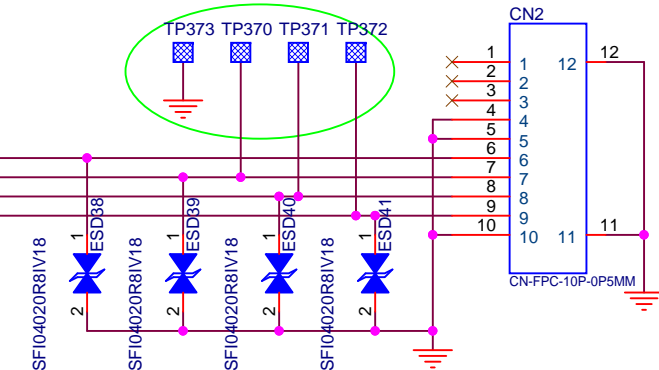 CN2
TP373 TP370 TP371 TP372
1 1 12 12
2 2
3 3
4 4
5 5
6 6
7 7
8 8
9 9
10 10 11 11
CN-FPC-10P-0P5MM
1 ESD38 2 SFI04020R8IV18
1 ESD39 2 SFI04020R8IV18
1 ESD40 2 SFI04020R8IV18
1 ESD41 2 SFI04020R8IV18